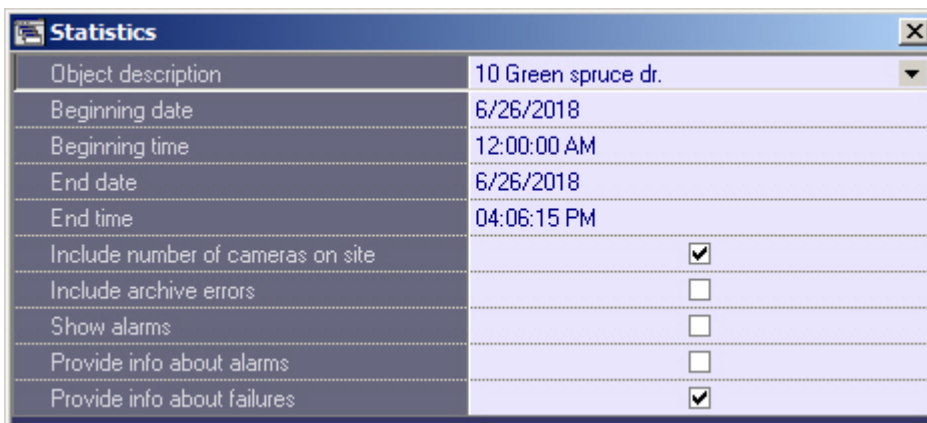 Statistics
Object description 10 Green spruce dr.
Beginning date 6/26/2018
Beginning time 12:00:00 AM
End date 6/26/2018
End time 04:06:15 PM
Include number of cameras on site
Include archive errors
Show alarms
Provide info about alarms
Provide info about failures